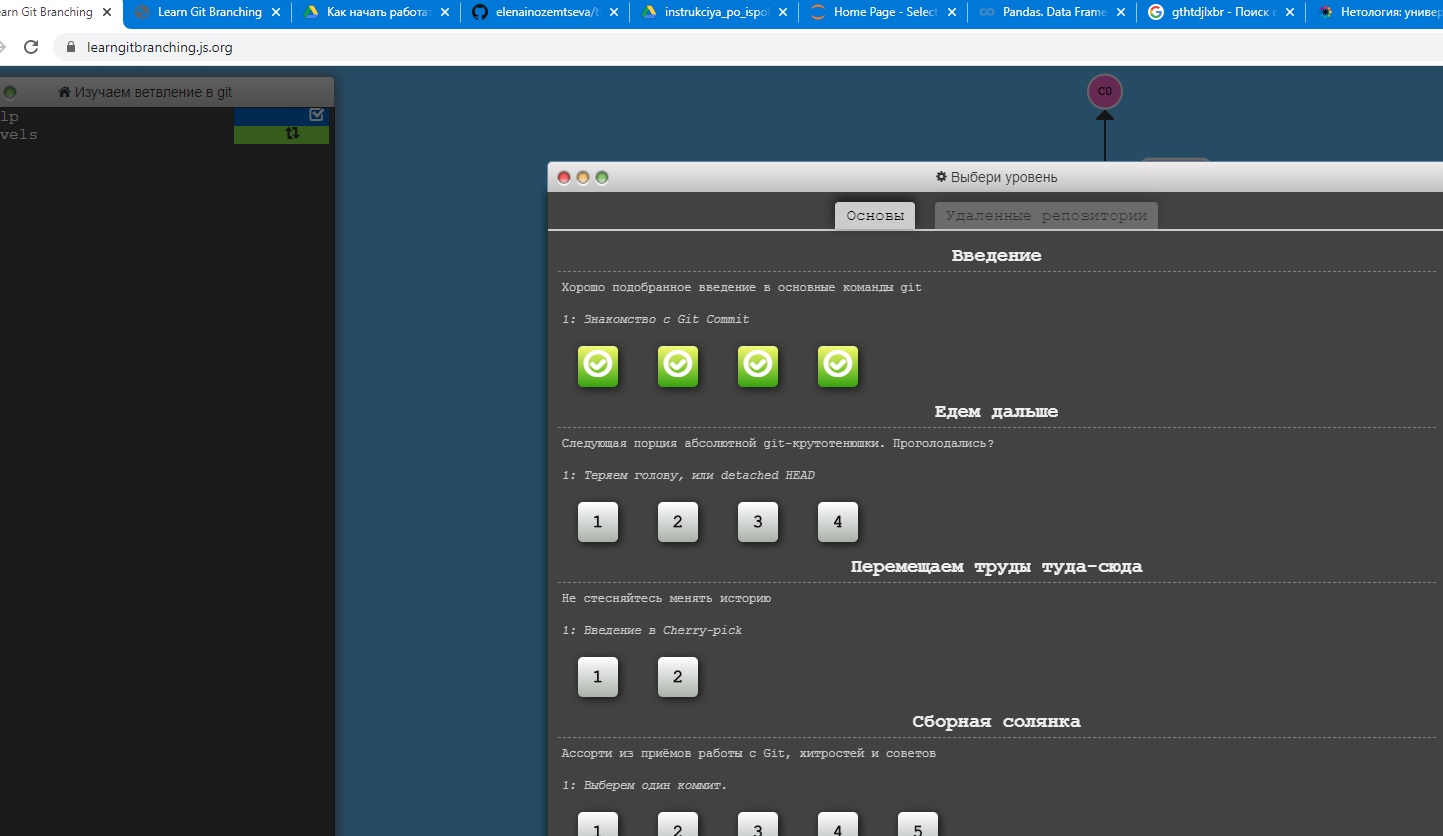 arn Git Branching
Learn Git Branching
Как начать работа
elenainozemtseva/t
instrukciya_po_ispol
Home Page - Select
Pandas. Data Frame
gthtdjlxbr - Поиск в
Нетология: универ
learngitbranching.js.org
Изучаем ветвление в git
lp
vels
C0
Выбери уровень
Основы
Удаленные репозитории
Введение
Хорошо подобранное введение в основные команды git
1: Знакомство с Git Commit
Едем дальше
Следующая порция абсолютной git-крутотенюшки. Проголодались?
1: Теряем голову, или detached HEAD
1 2 3 4
Перемещаем труды туда-сюда
Не стесняйтесь менять историю
1: Введение в Cherry-pick
1 2
Сборная солянка
Ассорти из приёмов работы с Git, хитростей и советов
1: Выберем один коммит.
1 2 3 4 5